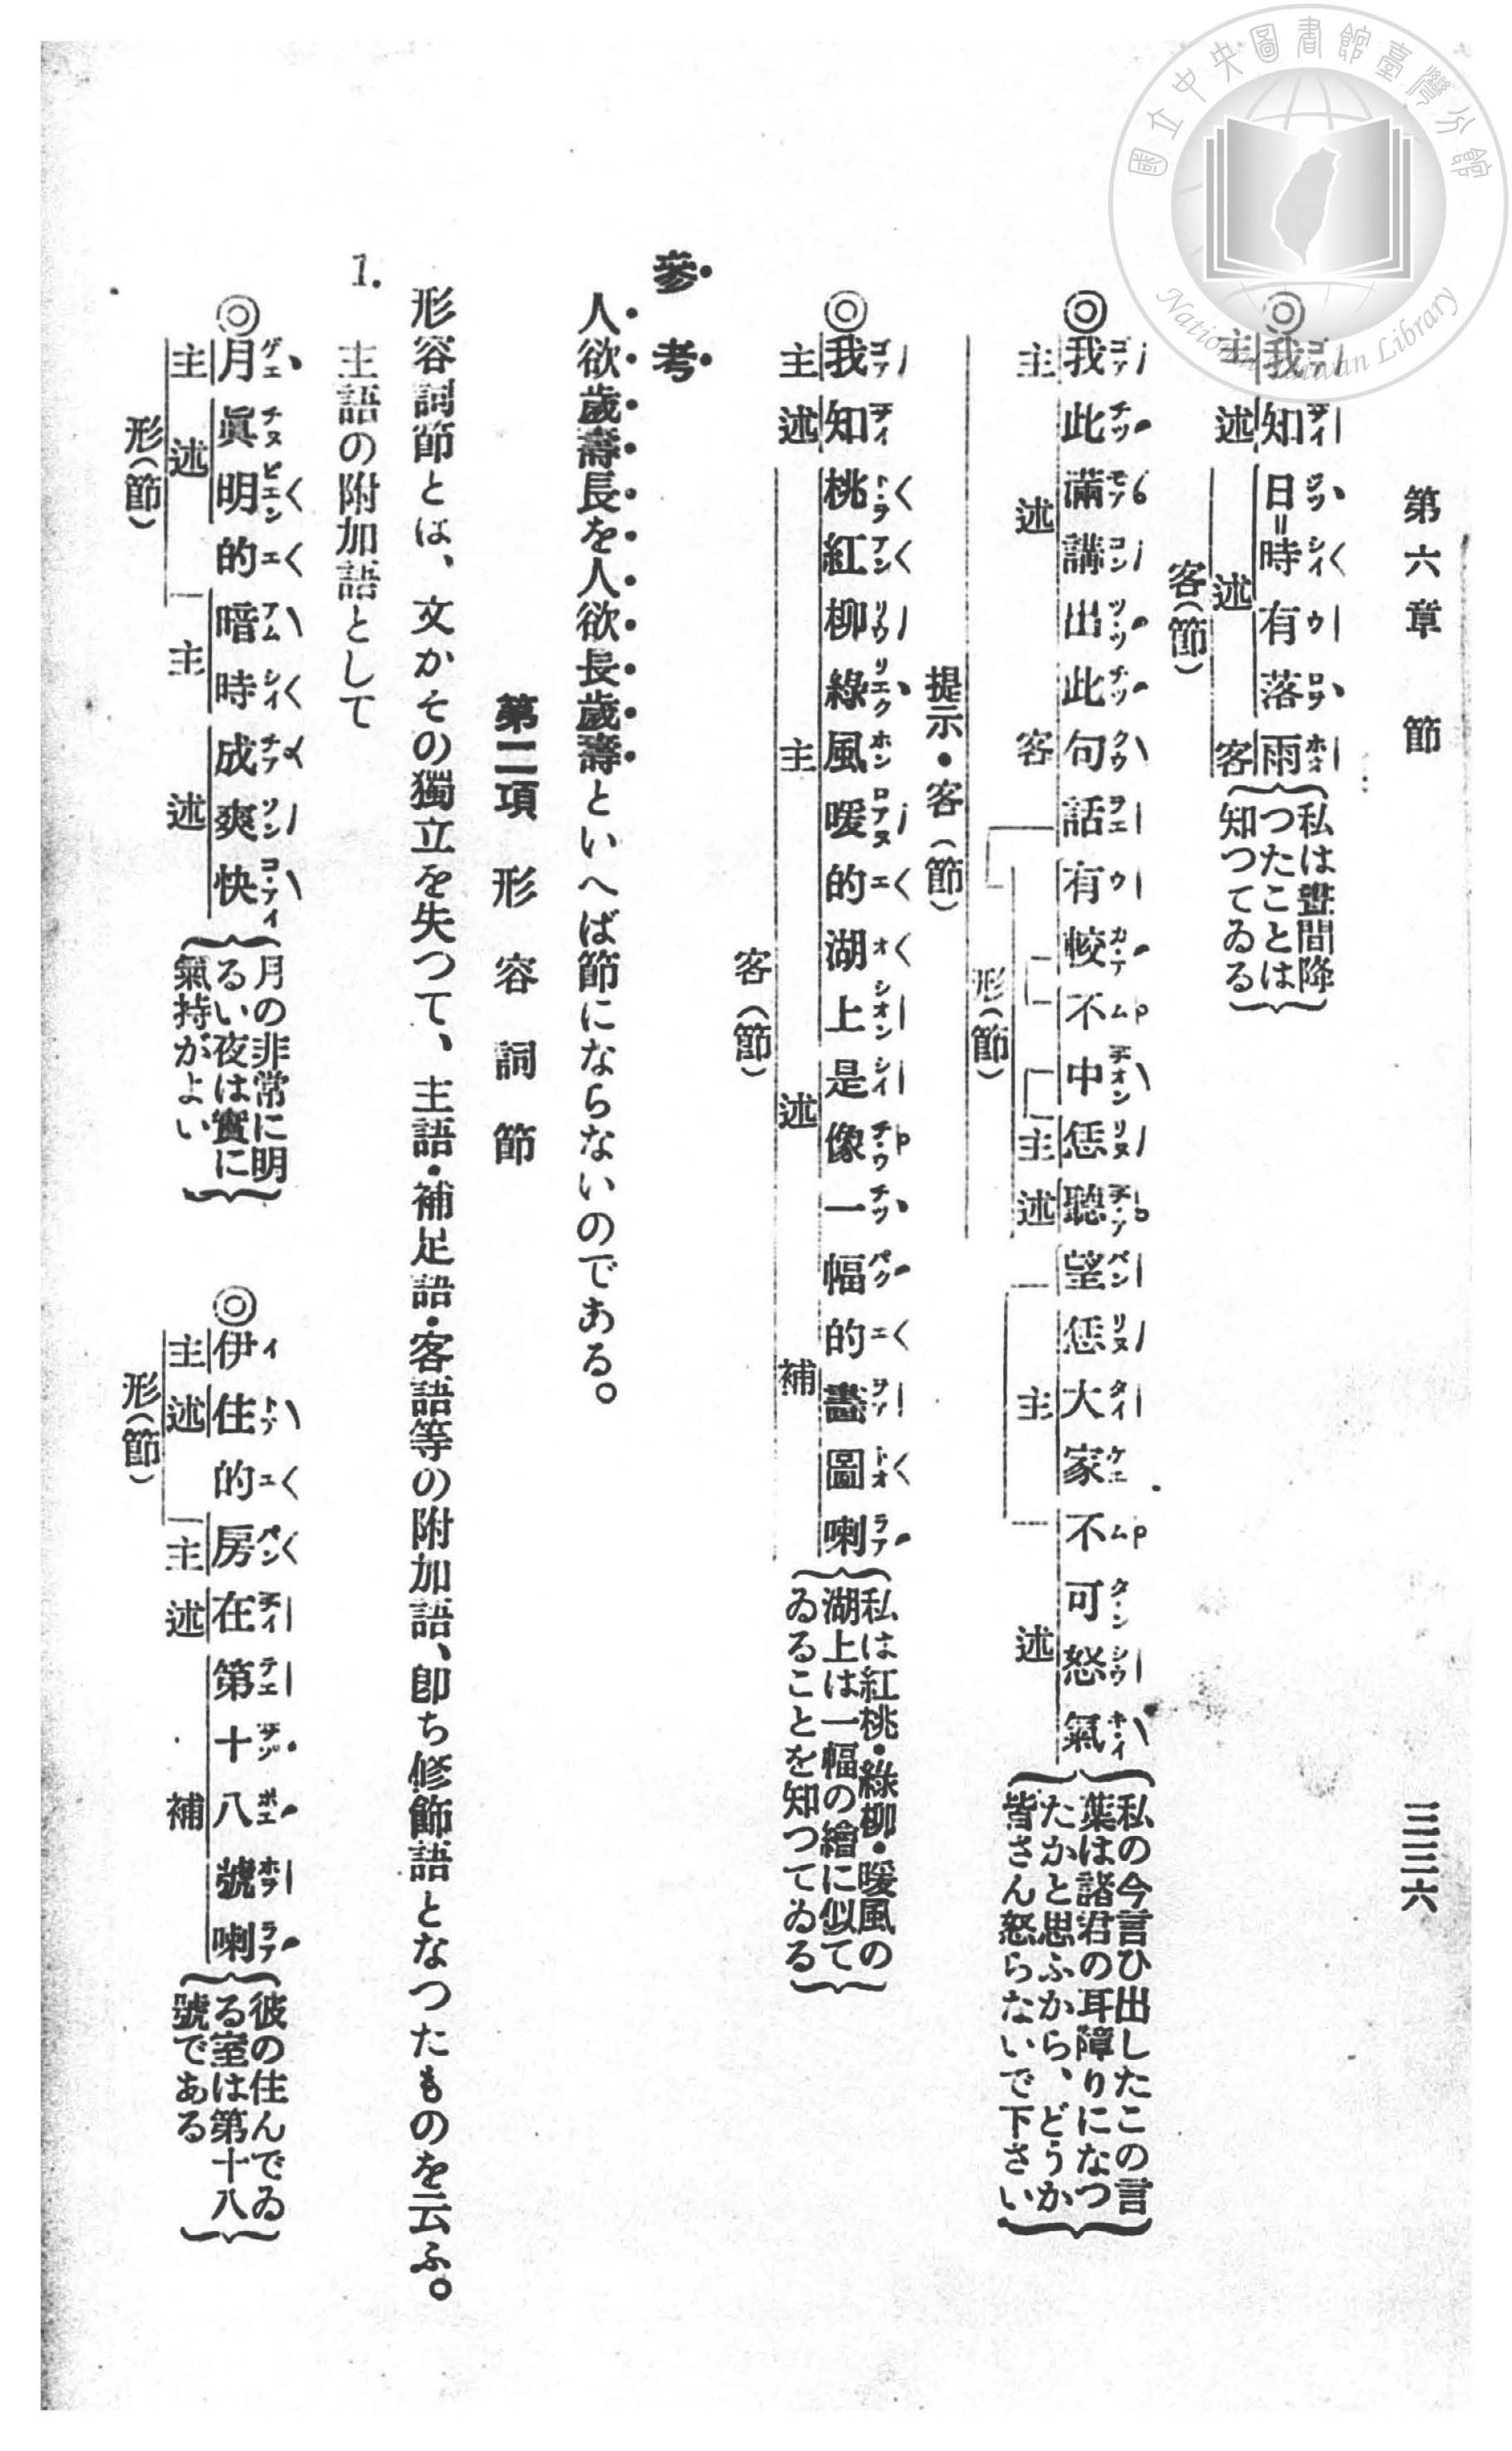 國立中央圖書館臺灣分館
National Taiwan Library
第六章 節
三三六
◎我知日=時有落雨
主 述 述 客
客(節)
私は晝間降
つたことは
知つてゐる
◎我此滿講出此句話有較不中恁聽望恁大家不可怒氣
主 述 客 主 述 主 述
形(節)
提示・客(節)
私の今言ひ出したこの言
葉は諸君の耳障りになつ
たかと思ふから、どうか
皆さん怒らないで下さい
◎我知桃紅柳綠風暖的湖上是像一幅的畵圖喇
主 述 主 述 補
客(節)
私は紅桃・綠柳・暖風の
湖上は一幅の繪に似て
ゐることを知つてゐる
參考
人欲歲壽長を人欲長歲壽といへば節にならないのである。
第二項 形容詞節
形容詞節とは、文がその獨立を失つて、主語・補足語・客語等の附加語、卽ち修飾語となつたものを云ふ。
1. 主語の附加語として
◎月眞明的暗時成爽快
主 述 主 述
形(節)
月の非常に明
るい夜は實に
氣持がよい
◎伊住的房在第十八號喇
主 述 主 述 補
形(節)
彼の住んでゐ
る室は第十八
號である